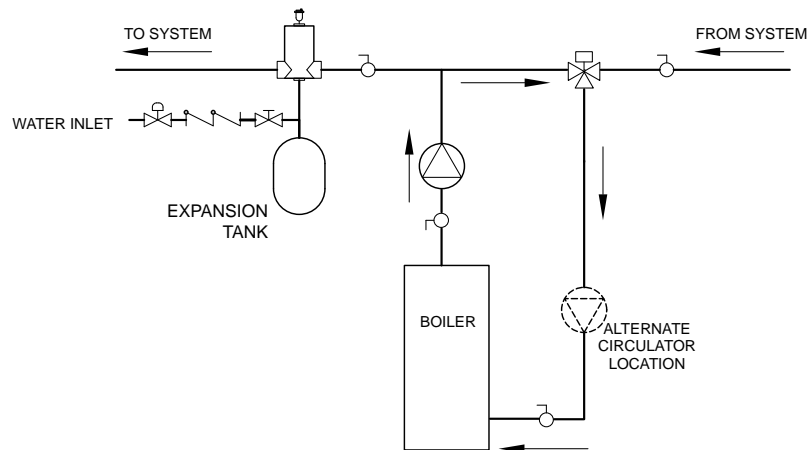 TO SYSTEM
FROM SYSTEM
WATER INLET
EXPANSION
TANK
BOILER
ALTERNATE
CIRCULATOR
LOCATION